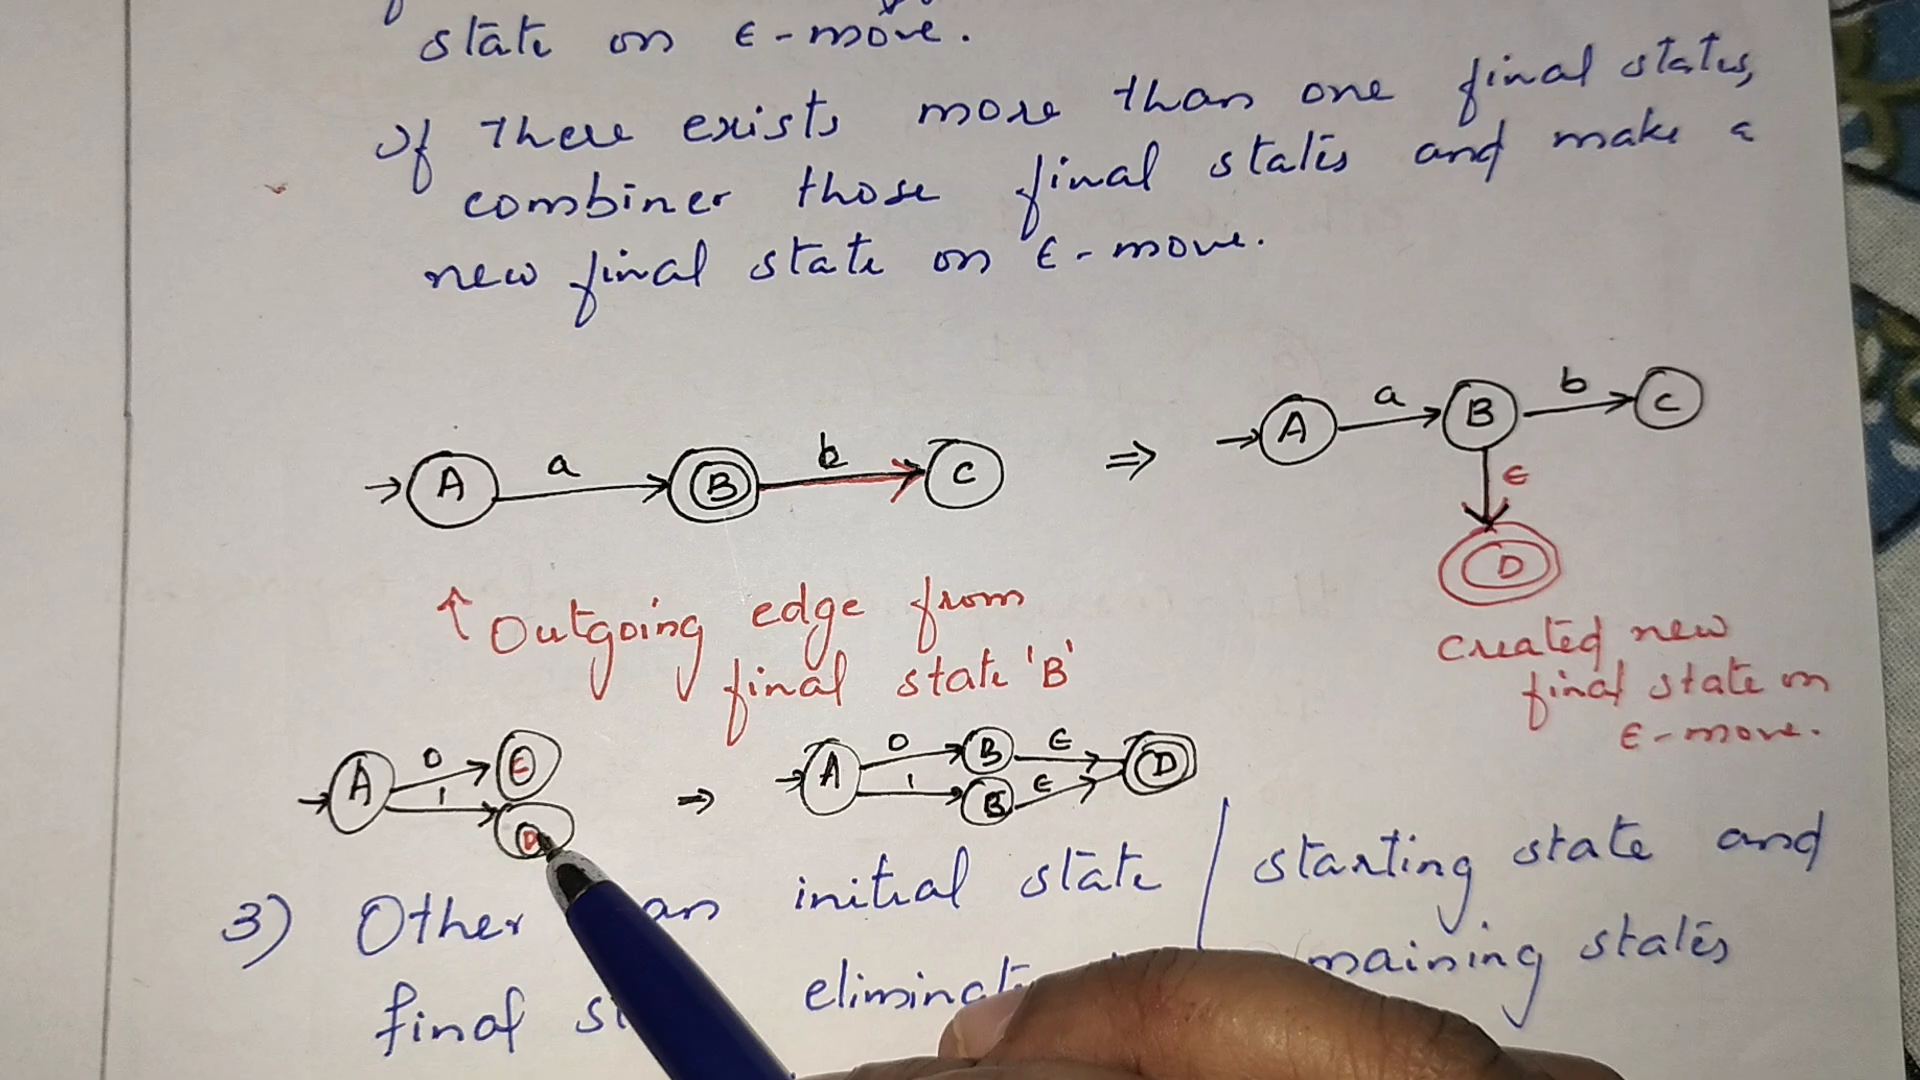 state on ϵ-move.
If there exists more than one final states,
combiner those final states and make a
new final state on ϵ-move.
A a B b C ⇒ A a B b C
ϵ
D
↑ Outgoing edge from
final state 'B'
created new
final state on
ϵ-move.
A 0 E 1 D ⇒ A 0 B ϵ 1 B ϵ D
3) Other initial state / starting state and
final states